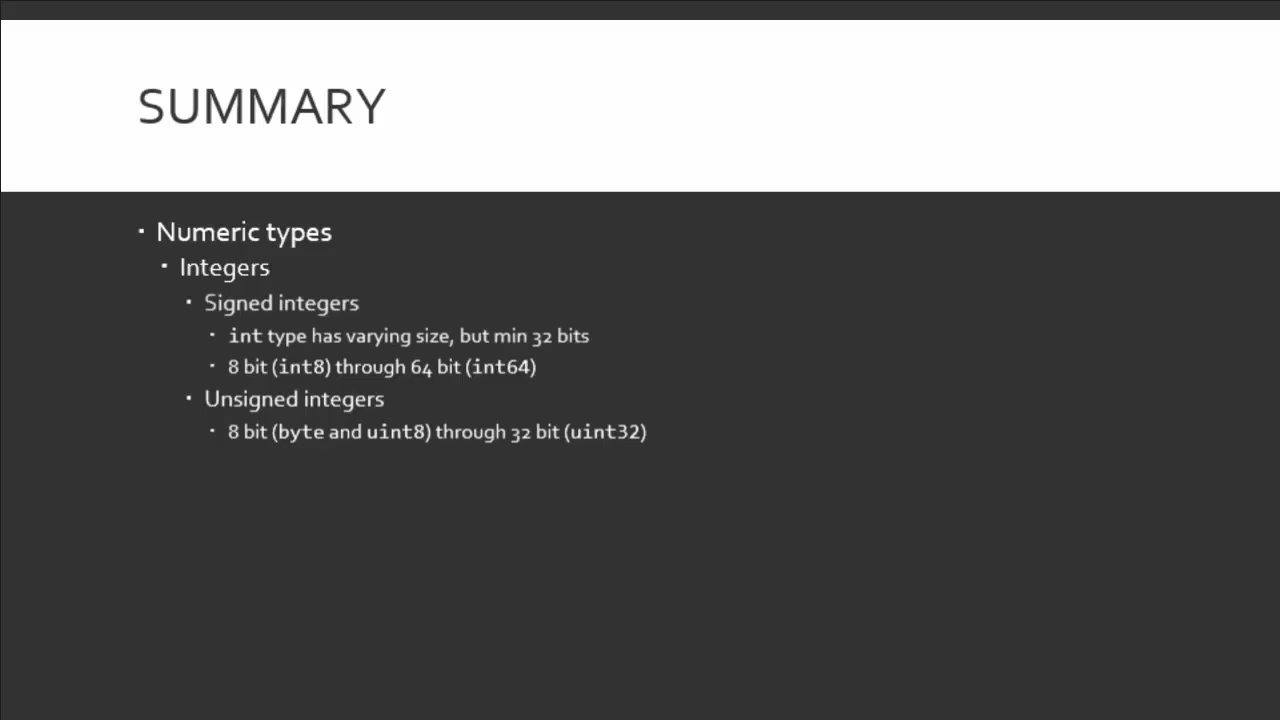 SUMMARY
▪ Numeric types
▪ Integers
▪ Signed integers
▪ int type has varying size, but min 32 bits
▪ 8 bit (int8) through 64 bit (int64)
▪ Unsigned integers
▪ 8 bit (byte and uint8) through 32 bit (uint32)